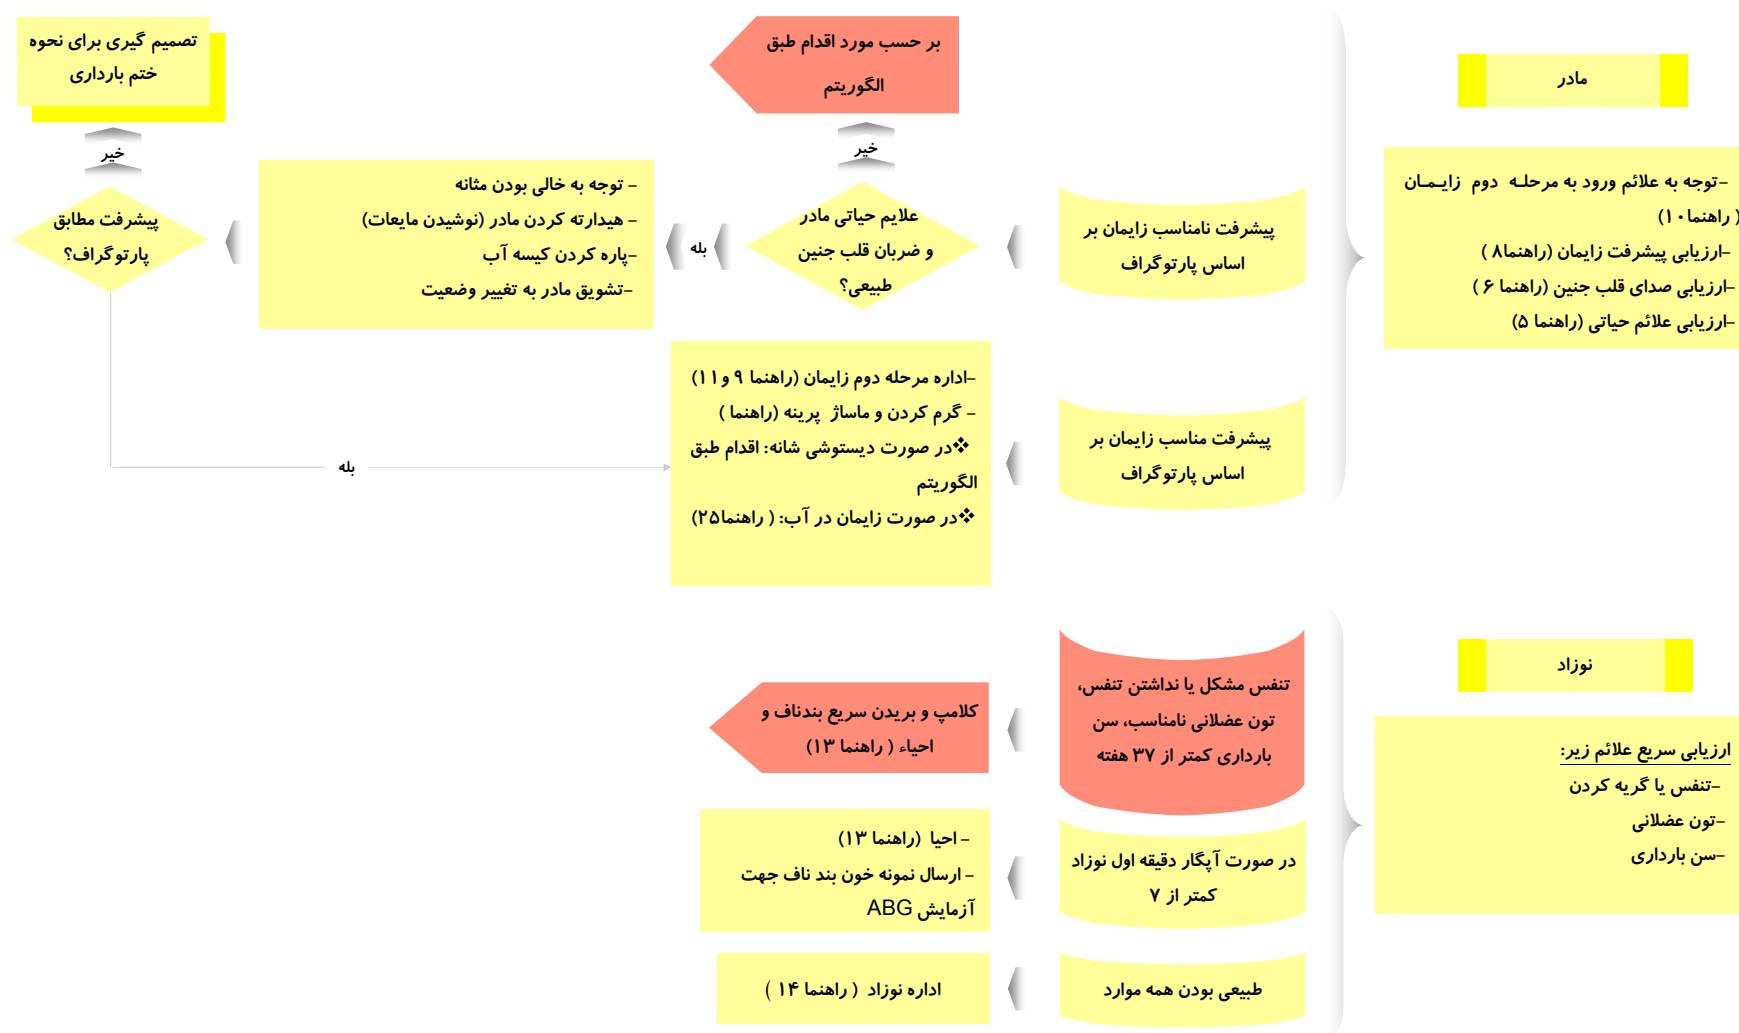 مادر
-توجه به علائم ورود به مرحله دوم زایمان
( راهنما۱۰)
-ارزیابی پیشرفت زایمان (راهنما۸ )
-ارزیابی صدای قلب جنین (راهنما ۶ )
-ارزیابی علائم حیاتی (راهنما ۵)
پیشرفت نامناسب زایمان بر
اساس پارتوگراف
علایم حیاتی مادر
و ضربان قلب جنین
طبیعی؟
خیر
بر حسب مورد اقدام طبق
الگوریتم
بله
- توجه به خالی بودن مثانه
- هیدارته کردن مادر (نوشیدن مایعات)
-پاره کردن کیسه آب
-تشویق مادر به تغییر وضعیت
پیشرفت مطابق
پارتوگراف؟
خیر
تصمیم گیری برای نحوه
ختم بارداری
بله
پیشرفت مناسب زایمان بر
اساس پارتوگراف
-اداره مرحله دوم زایمان (راهنما ۹ و۱۱)
- گرم کردن و ماساژ پرینه (راهنما )
❖در صورت دیستوشی شانه: اقدام طبق
الگوریتم
❖در صورت زایمان در آب: ( راهنما۲۵)
نوزاد
ارزیابی سریع علائم زیر:
-تنفس یا گریه کردن
-تون عضلانی
-سن بارداری
تنفس مشکل یا نداشتن تنفس،
تون عضلانی نامناسب، سن
بارداری کمتر از ۳۷ هفته
کلامپ و بریدن سریع بندناف و
احیاء ( راهنما ۱۳)
در صورت آپگار دقیقه اول نوزاد
کمتر از ۷
- احیا (راهنما ۱۳)
- ارسال نمونه خون بند ناف جهت
آزمایش ABG
طبیعی بودن همه موارد
اداره نوزاد ( راهنما ۱۴ )